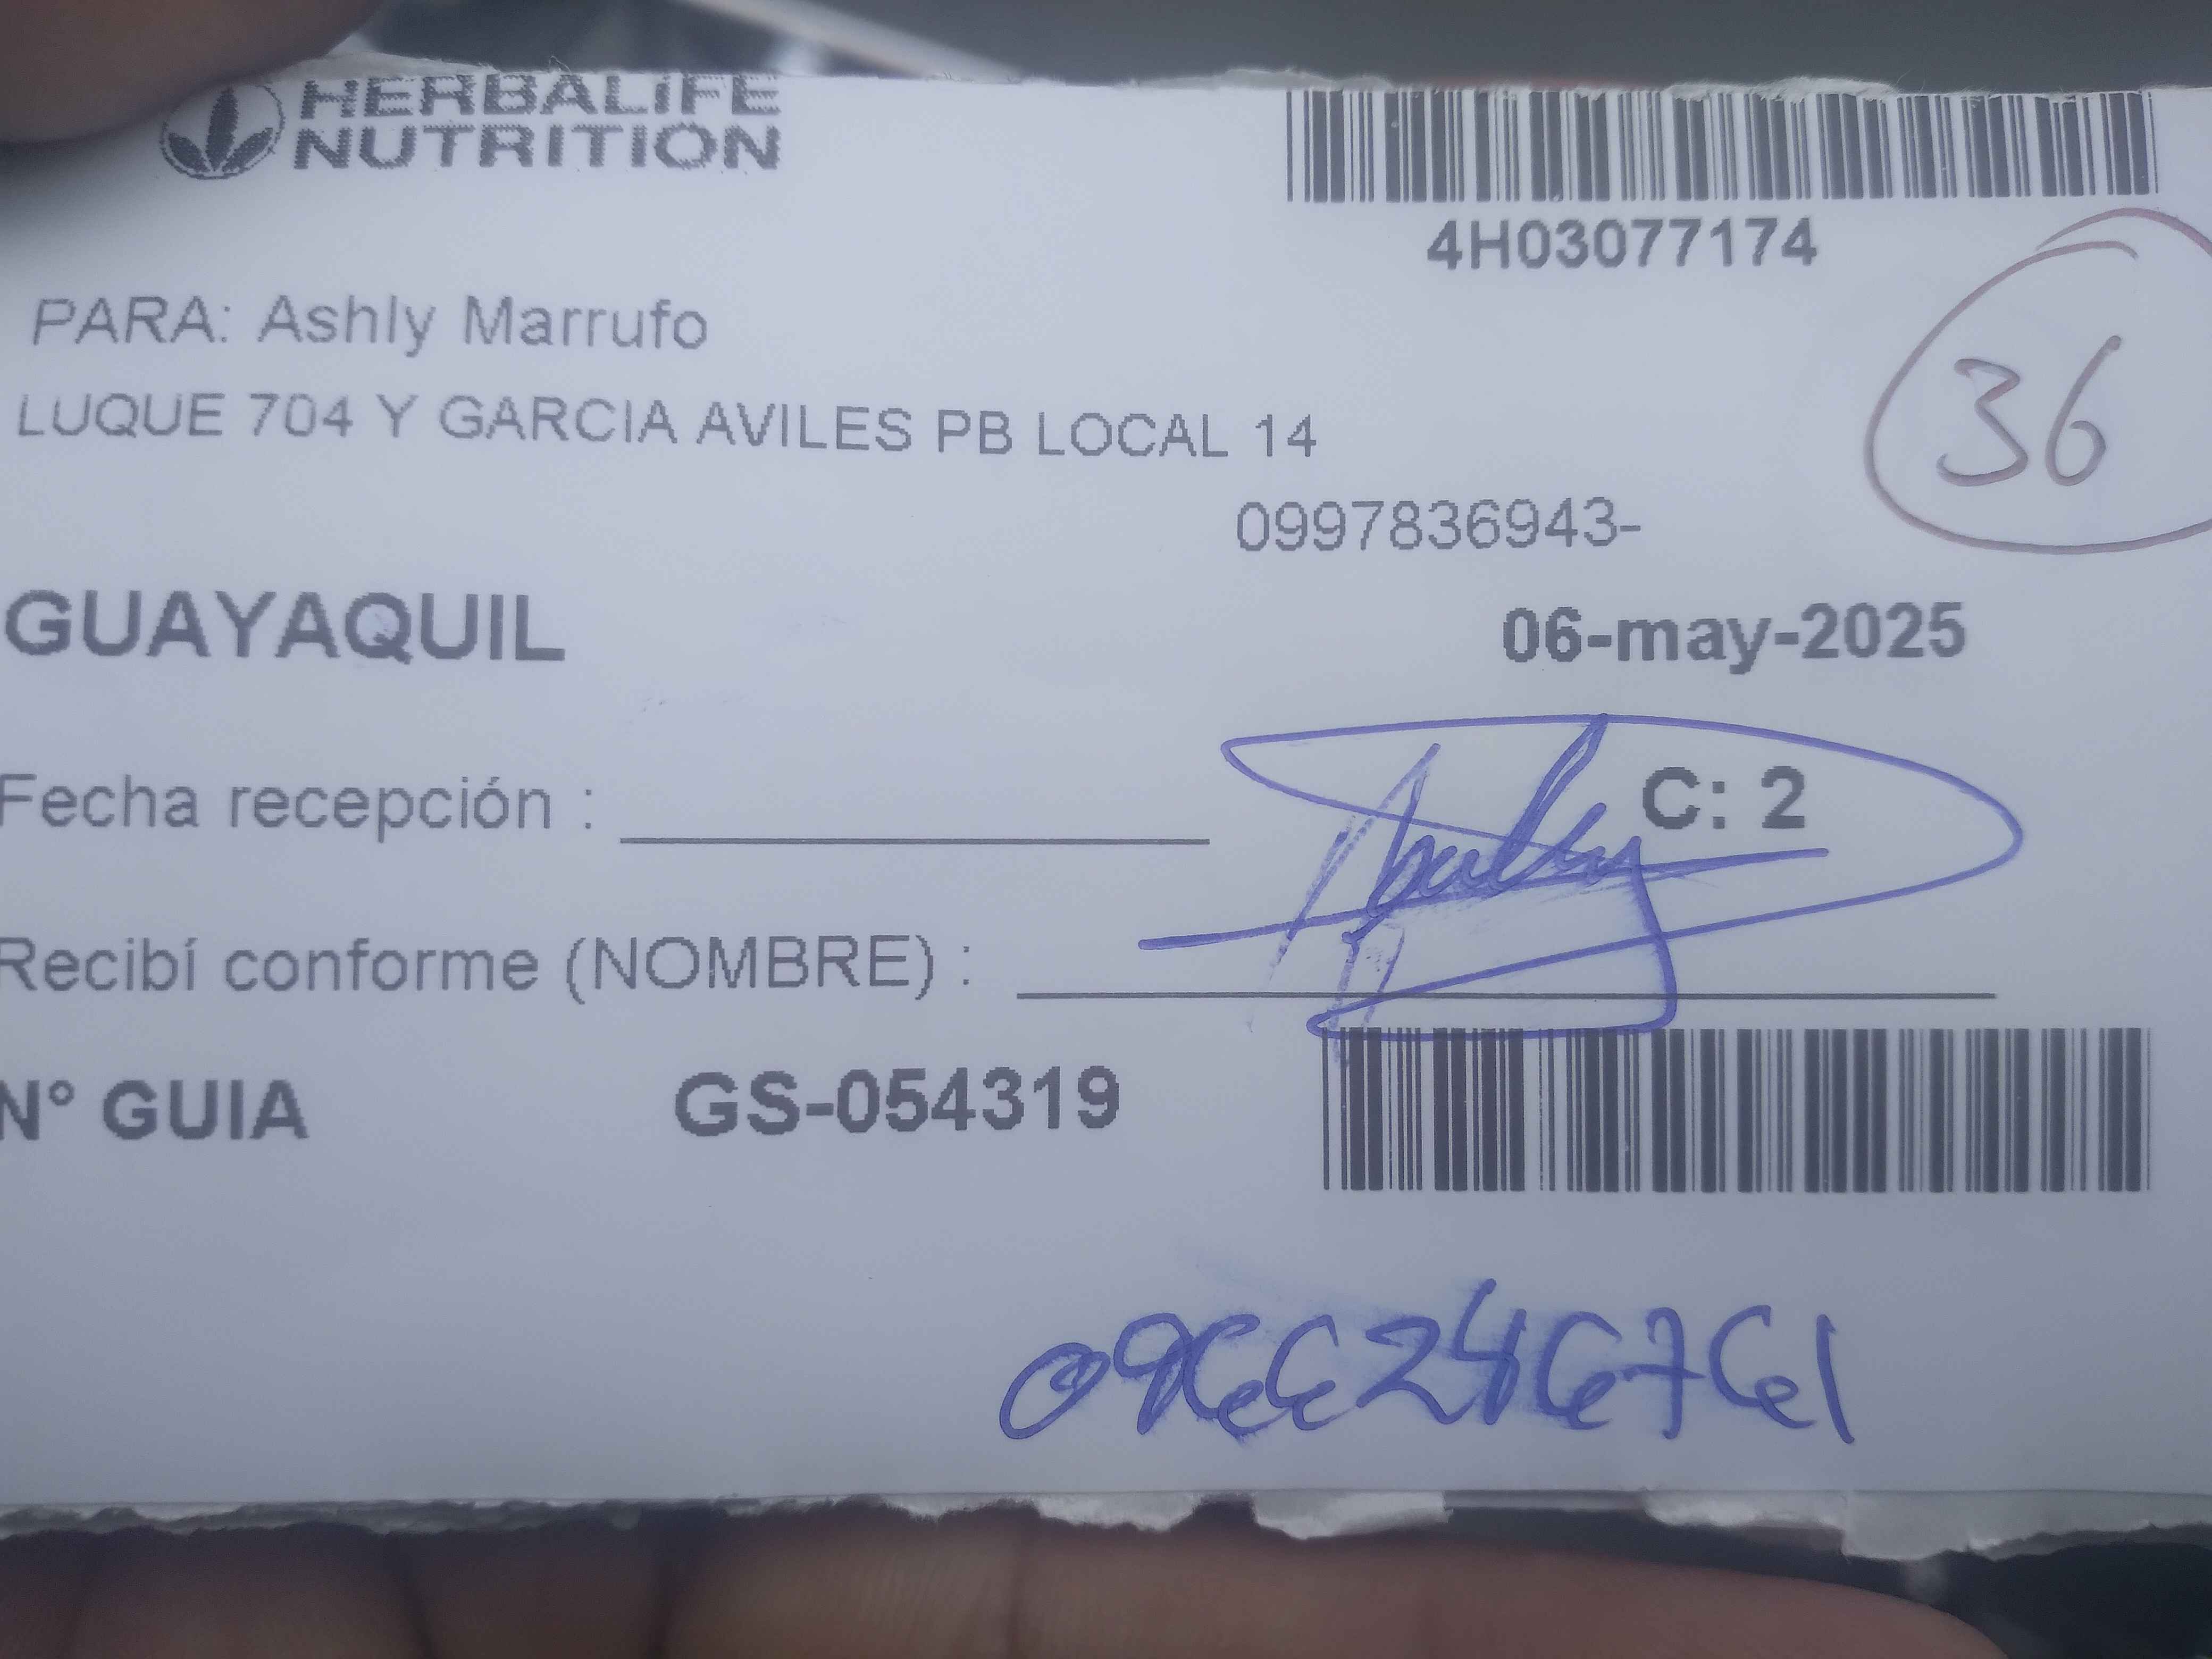 HERBALIFE
NUTRITION
4H03077174
36
PARA: Ashly Marrufo
LUQUE 704 Y GARCIA AVILES PB LOCAL 14
0997836943-
GUAYAQUIL
06-may-2025
Fecha recepción :
C: 2
Recibí conforme (NOMBRE) :
N° GUIA GS-054319
0966246761